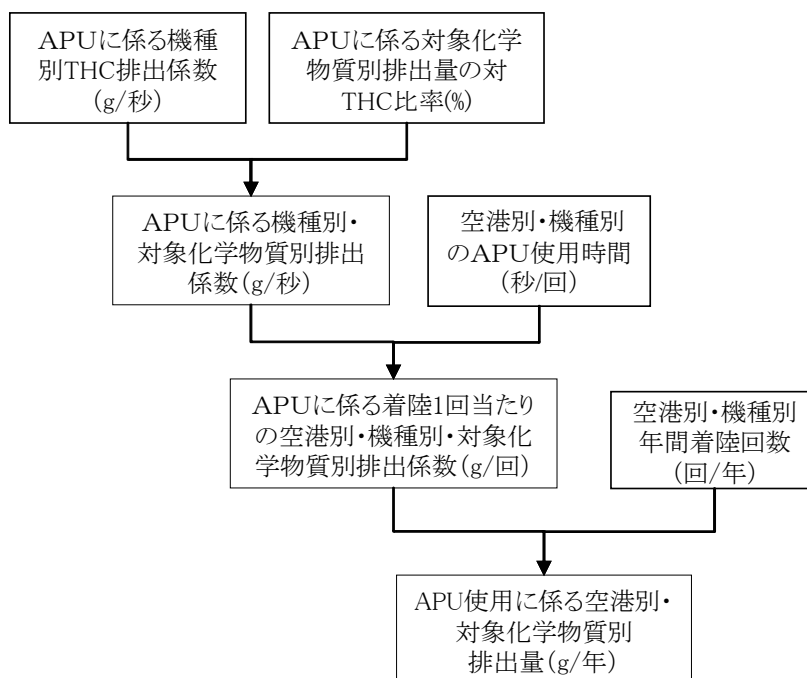 APUに係る機種
別THC排出係数
(g/秒)
APUに係る対象化学
物質別排出量の対
THC比率(%)
APUに係る機種別・
対象化学物質別排出
係数(g/秒)
空港別・機種別
のAPU使用時間
(秒/回)
APUに係る着陸1回当たり
の空港別・機種別・対象化
学物質別排出係数(g/回)
空港別・機種別
年間着陸回数
(回/年)
APU使用に係る空港別・
対象化学物質別
排出量(g/年)